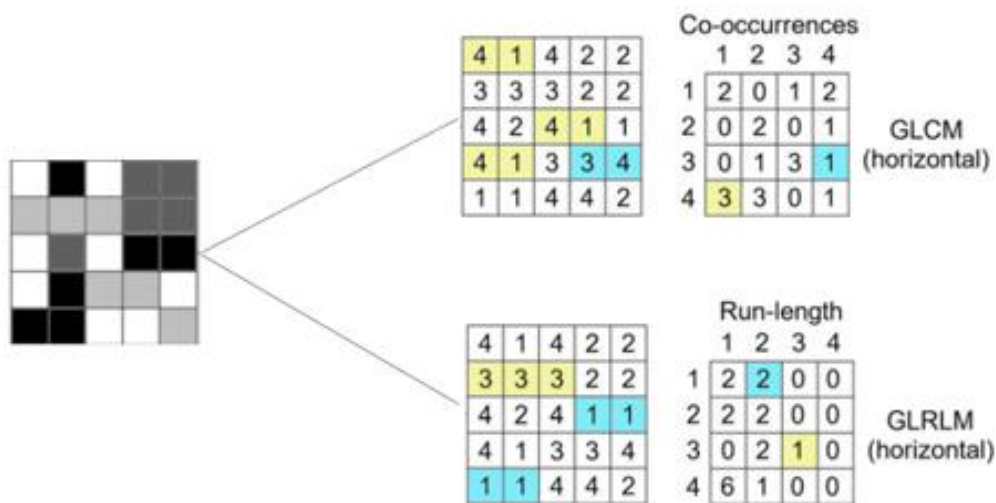 Co-occurrences
1 2 3 4
4 1 4 2 2
3 3 3 2 2
4 2 4 1 1
4 1 3 3 4
1 1 4 4 2
1 2 0 1 2
2 0 2 0 1
3 0 1 3 1
4 3 3 0 1
GLCM
(horizontal)
Run-length
1 2 3 4
4 1 4 2 2
3 3 3 2 2
4 2 4 1 1
4 1 3 3 4
1 1 4 4 2
1 2 2 0 0
2 2 2 0 0
3 0 2 1 0
4 6 1 0 0
GLRLM
(horizontal)